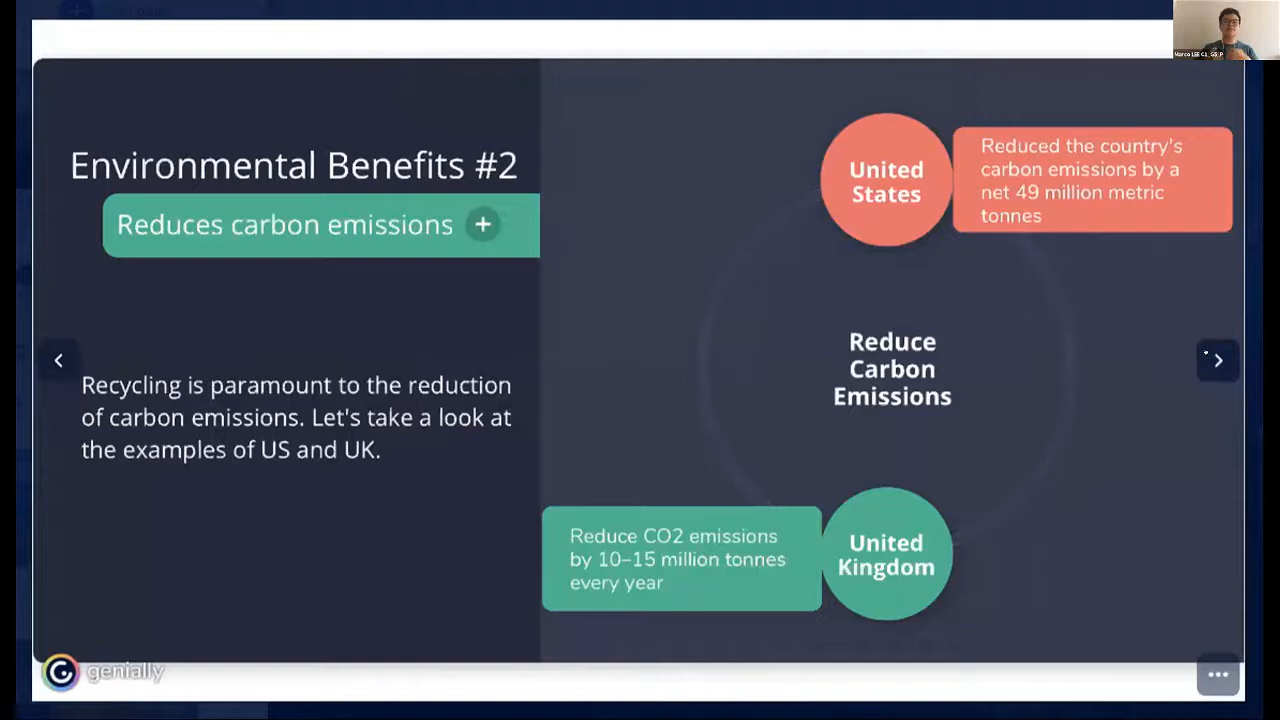 Environmental Benefits #2
Reduces carbon emissions +
Recycling is paramount to the reduction
of carbon emissions. Let's take a look at
the examples of US and UK.
United
States
Reduced the country's
carbon emissions by a
net 49 million metric
tonnes
Reduce
Carbon
Emissions
Reduce CO2 emissions
by 10–15 million tonnes
every year
United
Kingdom
genially